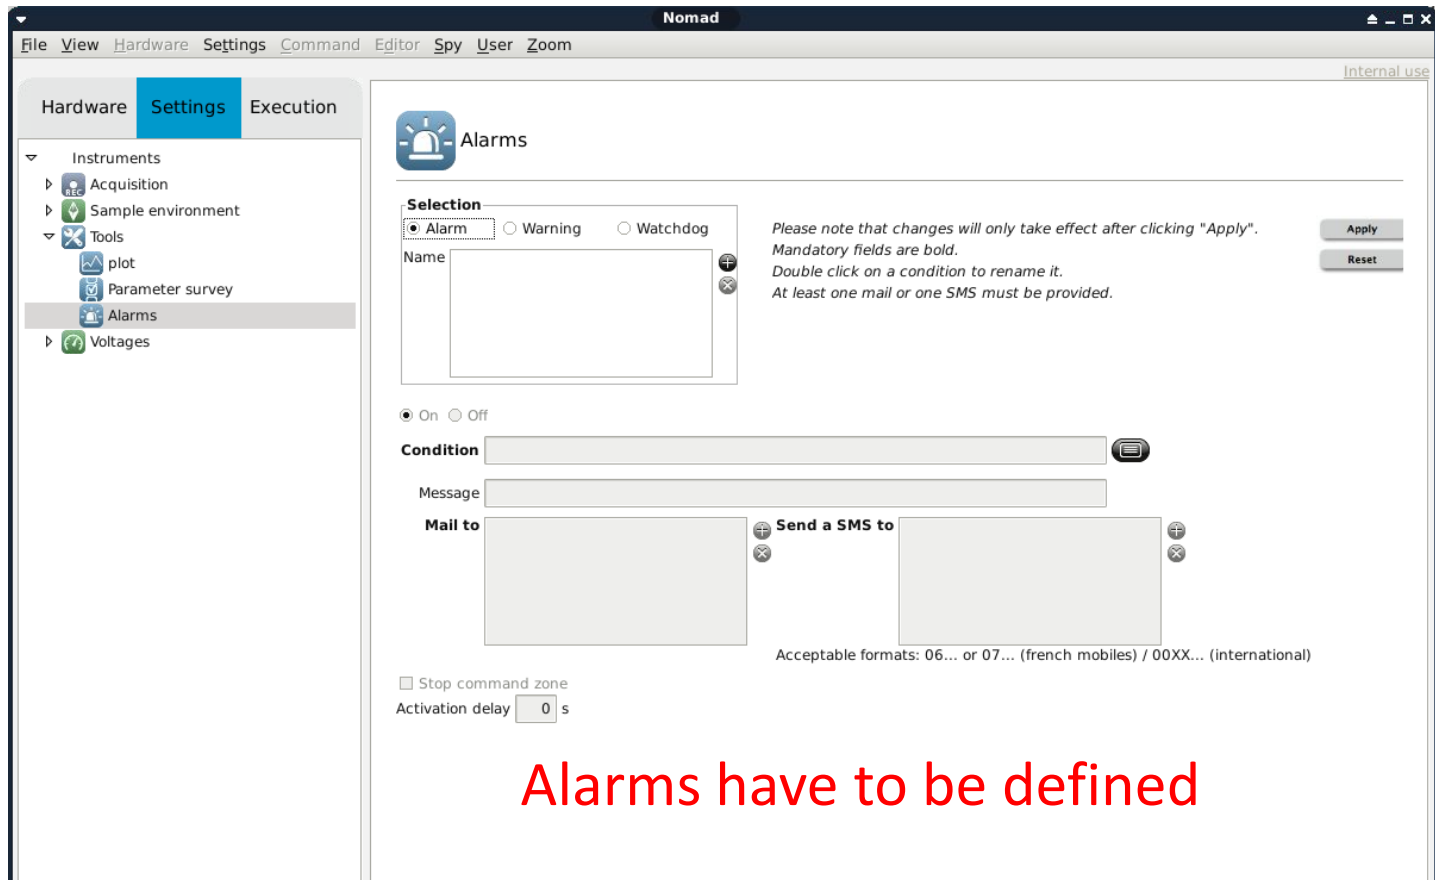 Nomad
File View Hardware Settings Command Editor Spy User Zoom
Internal use
Hardware Settings Execution
Instruments
Acquisition
REC
Sample environment
Tools
plot
Parameter survey
Alarms
Voltages
Alarms
Selection
Alarm Warning Watchdog
Name
Please note that changes will only take effect after clicking "Apply".
Mandatory fields are bold.
Double click on a condition to rename it.
At least one mail or one SMS must be provided.
Apply
Reset
On Off
Condition
Message
Mail to
Send a SMS to
Acceptable formats: 06... or 07... (french mobiles) / 00XX... (international)
Stop command zone
Activation delay 0 s
Alarms have to be defined